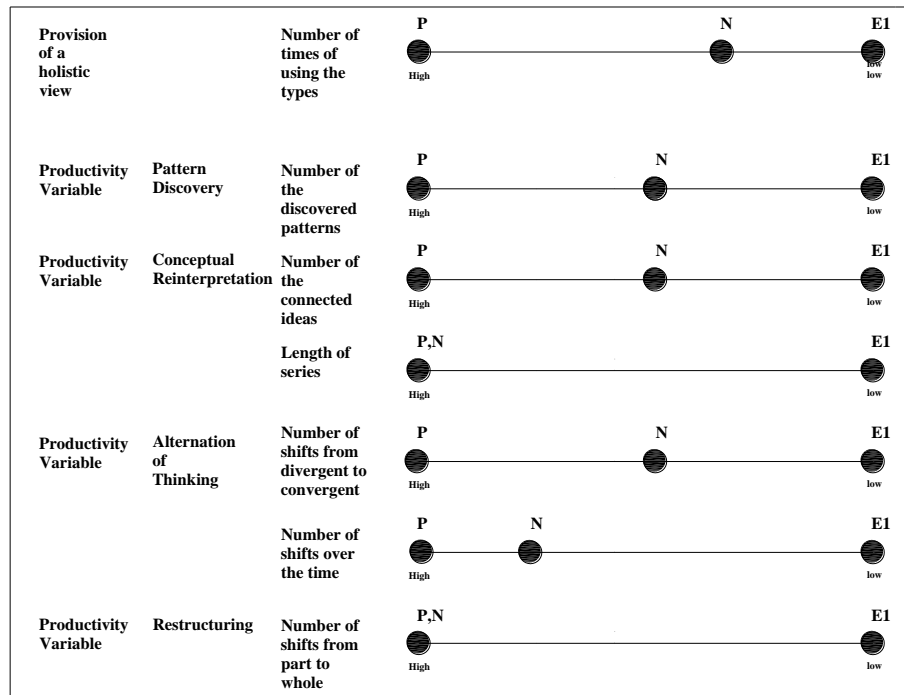 Provision
of a
holistic
view
Number of
times of
using the
types
P
N
E1
High
low
low
Productivity
Variable
Pattern
Discovery
Number of
the
discovered
patterns
P
N
E1
High
low
Productivity
Variable
Conceptual
Reinterpretation
Number of
the
connected
ideas
P
N
E1
High
low
Length of
series
P,N
E1
High
low
Productivity
Variable
Alternation
of
Thinking
Number of
shifts from
divergent to
convergent
P
N
E1
High
low
Number of
shifts over
the time
P
N
E1
High
low
Productivity
Variable
Restructuring
Number of
shifts from
part to
whole
P,N
E1
High
low